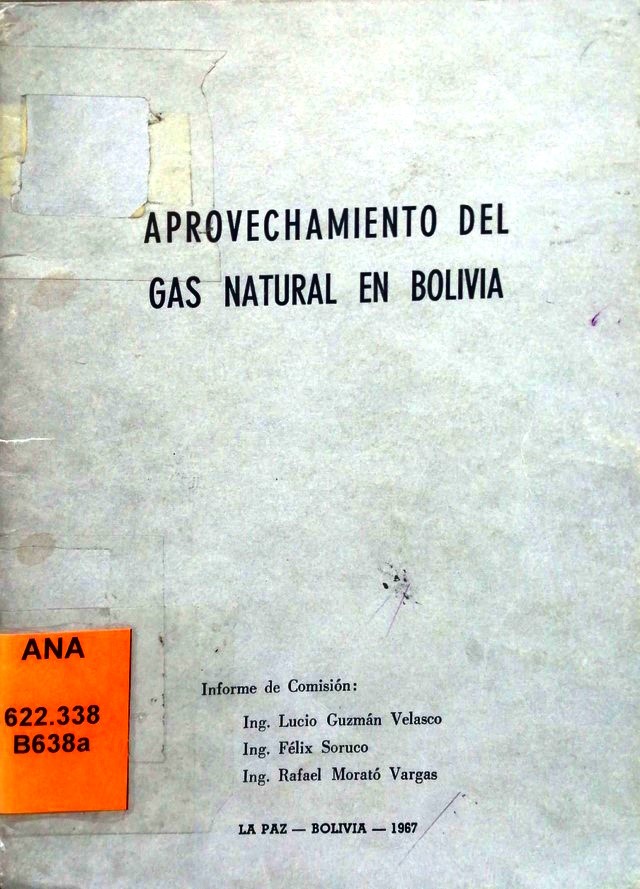 APROVECHAMIENTO DEL
GAS NATURAL EN BOLIVIA
ANA
622.338
B638a
Informe de Comisión:
Ing. Lucio Guzmán Velasco
Ing. Félix Soruco
Ing. Rafael Morató Vargas
LA PAZ — BOLIVIA — 1967